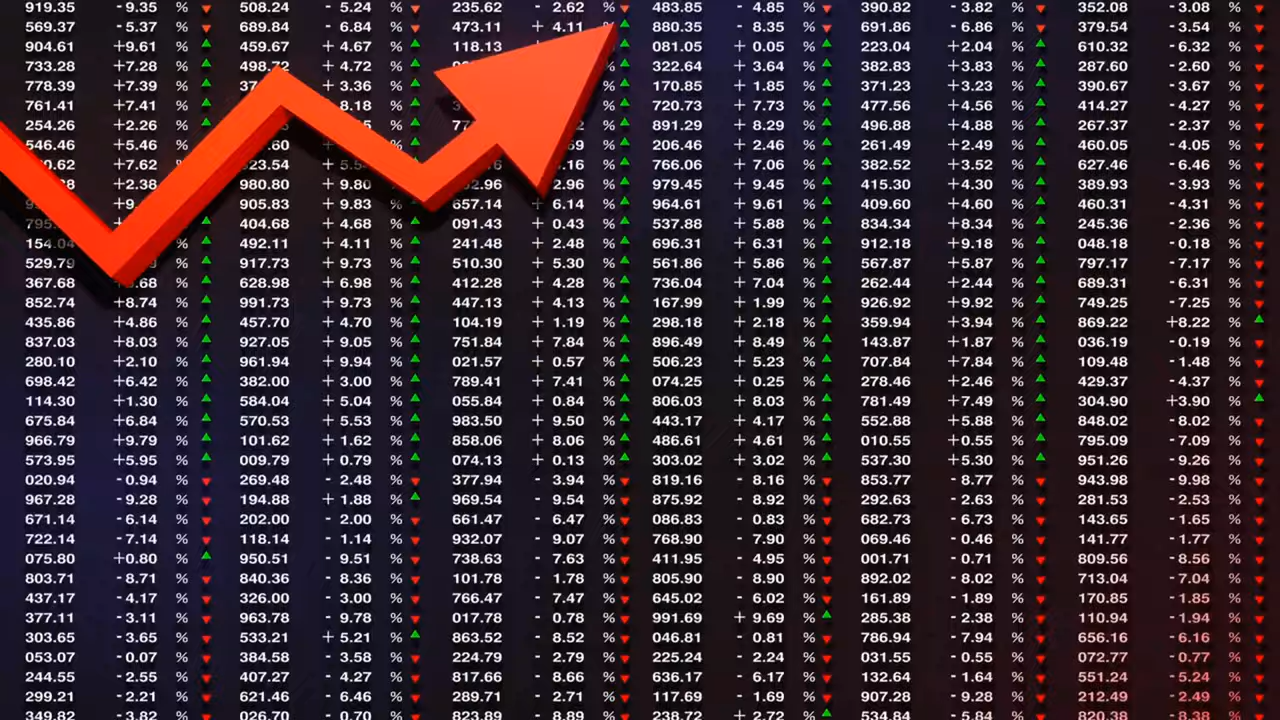 919.35 -9.35 % 508.24 - 5.24 % 235.62 - 2.62 % 483.85 - 4.85 % 390.82 - 3.82 % 352.08 -3.08 %
569.37 -5.37 % 689.84 - 6.84 % 473.11 + 4.11 880.35 - 8.35 % 691.86 - 6.86 % 379.54 -3.54 %
904.61 +9.61 % 459.67 + 4.67 % 118.13 081.05 + 0.05 % 223.04 +2.04 % 610.32 -6.32 %
733.28 +7.28 % 498.72 + 4.72 % 322.64 + 3.64 % 382.83 +3.83 % 287.60 -2.60 %
778.39 +7.39 % + 3.36 % 170.85 + 1.85 % 371.23 +3.23 % 390.67 -3.67 %
761.41 +7.41 % 8.18 % 720.73 + 7.73 % 477.56 +4.56 % 414.27 -4.27 %
254.26 +2.26 % 891.29 + 8.29 % 496.88 +4.88 % 267.37 -2.37 %
546.46 +5.46 % % 206.46 + 2.46 % 261.49 +2.49 % 460.05 -4.05 %
+7.62 % 766.06 + 7.06 % 382.52 +3.52 % 627.46 -6.46 %
+2.38 980.80 + 9.80 2.96 % 979.45 + 9.45 % 415.30 +4.30 % 389.93 -3.93 %
905.83 + 9.83 % 657.14 + 6.14 % 964.61 + 9.61 % 409.60 +4.60 % 460.31 -4.31 %
% 404.68 + 4.68 % 091.43 + 0.43 % 537.88 + 5.88 % 834.34 +8.34 % 245.36 -2.36 %
154.04 % 492.11 + 4.11 % 241.48 + 2.48 % 696.31 + 6.31 % 912.18 +9.18 % 048.18 -0.18 %
529.79 % 917.73 + 9.73 % 510.30 + 5.30 % 561.86 + 5.86 % 567.87 +5.87 % 797.17 -7.17 %
367.68 % 628.98 + 6.98 % 412.28 + 4.28 % 736.04 + 7.04 % 262.44 +2.44 % 689.31 -6.31 %
852.74 +8.74 % 991.73 + 9.73 % 447.13 + 4.13 % 167.99 + 1.99 % 926.92 +9.92 % 749.25 -7.25 %
435.86 +4.86 % 457.70 + 4.70 % 104.19 + 1.19 % 298.18 + 2.18 % 359.94 +3.94 % 869.22 +8.22 %
837.03 +8.03 % 927.05 + 9.05 % 751.84 + 7.84 % 896.49 + 8.49 % 143.87 +1.87 % 036.19 -0.19 %
280.10 +2.10 % 961.94 + 9.94 % 021.57 + 0.57 % 506.23 + 5.23 % 707.84 +7.84 % 109.48 -1.48 %
698.42 +6.42 % 382.00 + 3.00 % 789.41 + 7.41 % 074.25 + 0.25 % 278.46 +2.46 % 429.37 -4.37 %
114.30 +1.30 % 584.04 + 5.04 % 055.84 + 0.84 % 806.03 + 8.03 % 781.49 +7.49 % 304.90 +3.90 %
675.84 +6.84 % 570.53 + 5.53 % 983.50 + 9.50 % 443.17 + 4.17 % 552.88 +5.88 % 848.02 -8.02 %
966.79 +9.79 % 101.62 + 1.62 % 858.06 + 8.06 % 486.61 + 4.61 % 010.55 +0.55 % 795.09 -7.09 %
573.95 +5.95 % 009.79 + 0.79 % 074.13 + 0.13 % 303.02 + 3.02 % 537.30 +5.30 % 951.26 -9.26 %
020.94 -0.94 % 269.48 - 2.48 % 377.94 - 3.94 % 819.16 - 8.16 % 853.77 - 8.77 % 943.98 -9.98 %
967.28 -9.28 % 194.88 + 1.88 % 969.54 - 9.54 % 875.92 - 8.92 % 292.63 - 2.63 % 281.53 -2.53 %
671.14 -6.14 % 202.00 - 2.00 % 661.47 - 6.47 % 086.83 - 0.83 % 682.73 - 6.73 % 143.65 -1.65 %
722.14 -7.14 % 118.14 - 1.14 % 932.07 - 9.07 % 768.90 - 7.90 % 069.46 - 0.46 % 141.77 -1.77 %
075.80 +0.80 % 950.51 - 9.51 % 738.63 - 7.63 % 411.95 - 4.95 % 001.71 - 0.71 % 809.56 -8.56 %
803.71 -8.71 % 840.36 - 8.36 % 101.78 - 1.78 % 805.90 - 8.90 % 892.02 - 8.02 % 713.04 -7.04 %
437.17 -4.17 % 326.00 - 3.00 % 766.47 - 7.47 % 645.02 - 6.02 % 161.89 - 1.89 % 170.85 -1.85 %
377.11 -3.11 % 963.78 - 9.78 % 017.78 - 0.78 % 991.69 + 9.69 % 285.38 - 2.38 % 110.94 -1.94 %
303.65 -3.65 % 533.21 + 5.21 % 863.52 - 8.52 % 046.81 - 0.81 % 786.94 - 7.94 % 656.16 -6.16 %
053.07 -0.07 % 384.58 - 3.58 % 224.79 - 2.79 % 225.24 - 2.24 % 031.55 - 0.55 % 072.77 -0.77 %
244.55 -2.55 % 407.27 - 4.27 % 817.66 - 8.66 % 636.17 - 6.17 % 132.64 - 1.64 % 551.24 -5.24 %
299.21 -2.21 % 621.46 - 6.46 % 289.71 - 2.71 % 117.69 - 1.69 % 907.28 - 9.28 % 212.49 -2.49 %
349.82 -3.82 % 026.70 - 0.70 % 823.89 - 8.89 % 238.72 + 2.72 % 534.84 - 5.84 % 820.38 -8.38 %